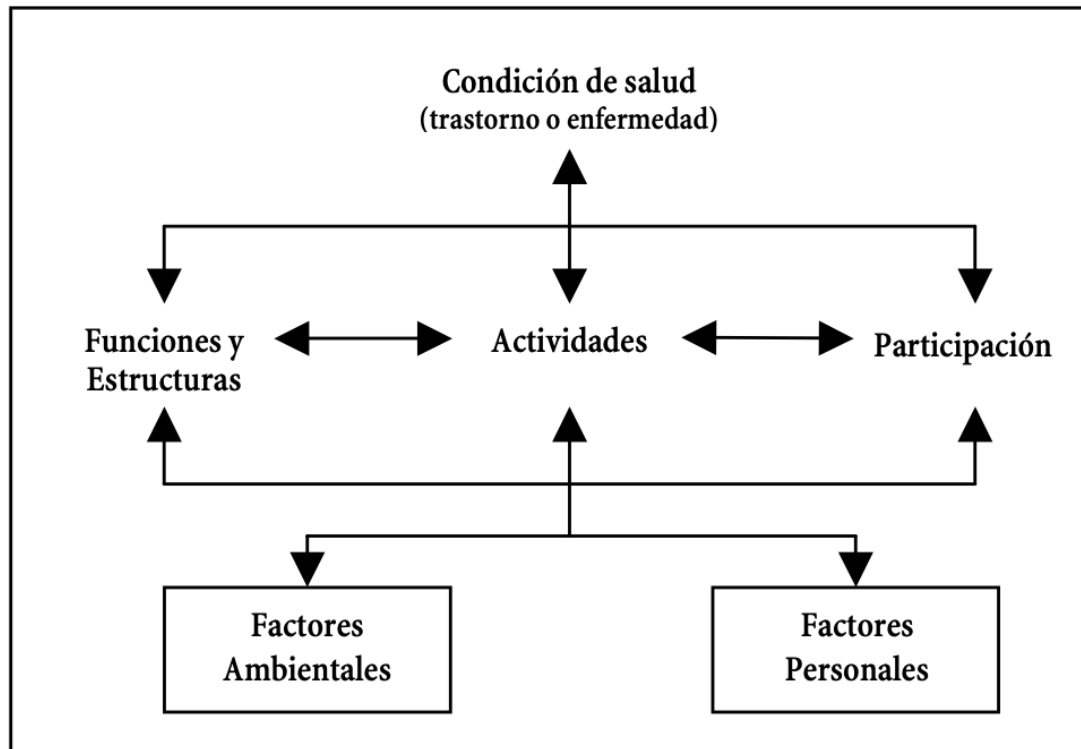 Condición de salud
(trastorno o enfermedad)
Funciones y
Estructuras
Actividades
Participación
Factores
Ambientales
Factores
Personales